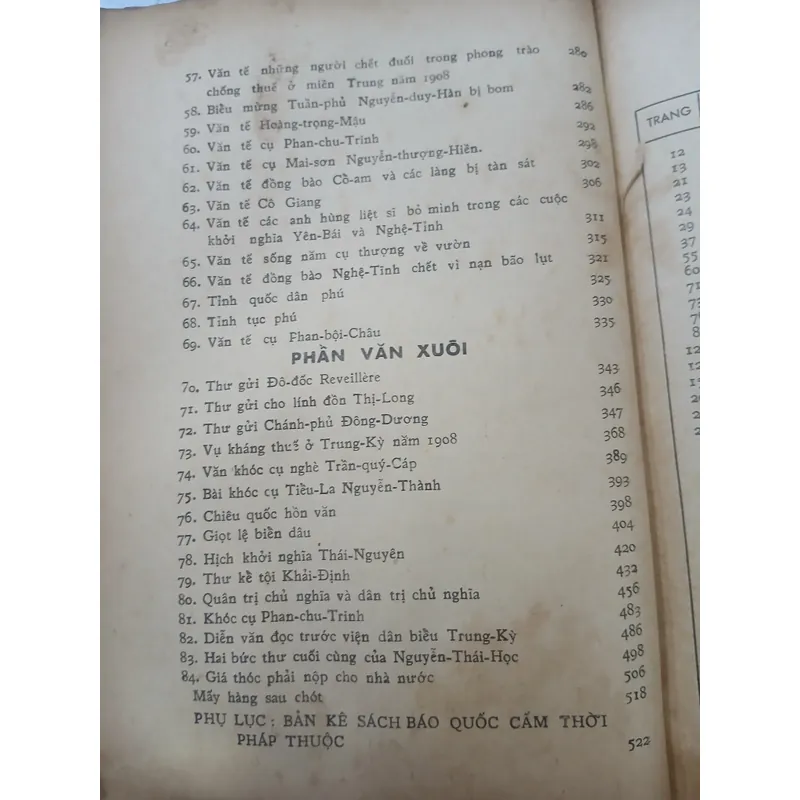 57. Văn tế những người chết đuối trong phong trào 280
chống thuế ở miền Trung năm 1908
58. Biểu mừng Tuần-phủ Nguyễn-duy-Hàn bị bom 282
59. Văn tế Hoàng-trọng-Mậu 286
60. Văn tế cụ Phan-chu-Trinh 292
61. Văn tế cụ Mai-sơn Nguyễn-thượng-Hiền. 298
62. Văn tế đồng bào Cồ-am và các làng bị tàn sát 302
63. Văn tế Cô Giang 306
64. Văn tế các anh hùng liệt sĩ bỏ mình trong các cuộc
khởi nghĩa Yên-Bái và Nghệ-Tĩnh 311
65. Văn tế sống năm cụ thượng về vườn 315
66. Văn tế đồng bào Nghệ-Tĩnh chết vì nạn bão lụt 321
67. Tỉnh quốc dân phú 325
68. Tỉnh tục phú 330
69. Văn tế cụ Phan-bội-Châu 335
PHẦN VĂN XUÔI
70. Thư gửi Đô-đốc Reveillère 343
71. Thư gửi cho lính đồn Thị-Long 346
72. Thư gửi Chánh-phủ Đông-Dương 347
73. Vụ kháng thuế ở Trung-Kỳ năm 1908 368
74. Văn khóc cụ nghè Trần-quý-Cáp 389
75. Bài khóc cụ Tiểu-La Nguyễn-Thành 393
76. Chiêu quốc hồn văn 398
77. Giọt lệ biển dâu 404
78. Hịch khởi nghĩa Thái-Nguyên 420
79. Thư kể tội Khải-Định 432
80. Quân trị chủ nghĩa và dân trị chủ nghĩa 456
81. Khóc cụ Phan-chu-Trinh 483
82. Diễn văn đọc trước viện dân biểu Trung-Kỳ 486
83. Hai bức thư cuối cùng của Nguyễn-Thái-Học 498
84. Giá thóc phải nộp cho nhà nước 506
Mấy hàng sau chót 518
PHỤ LỤC : BẢN KÊ SÁCH BÁO QUỐC CẤM THỜI
PHÁP THUỘC 522
TRANG
12
13
21
23
24
29
37
55
60
71
73